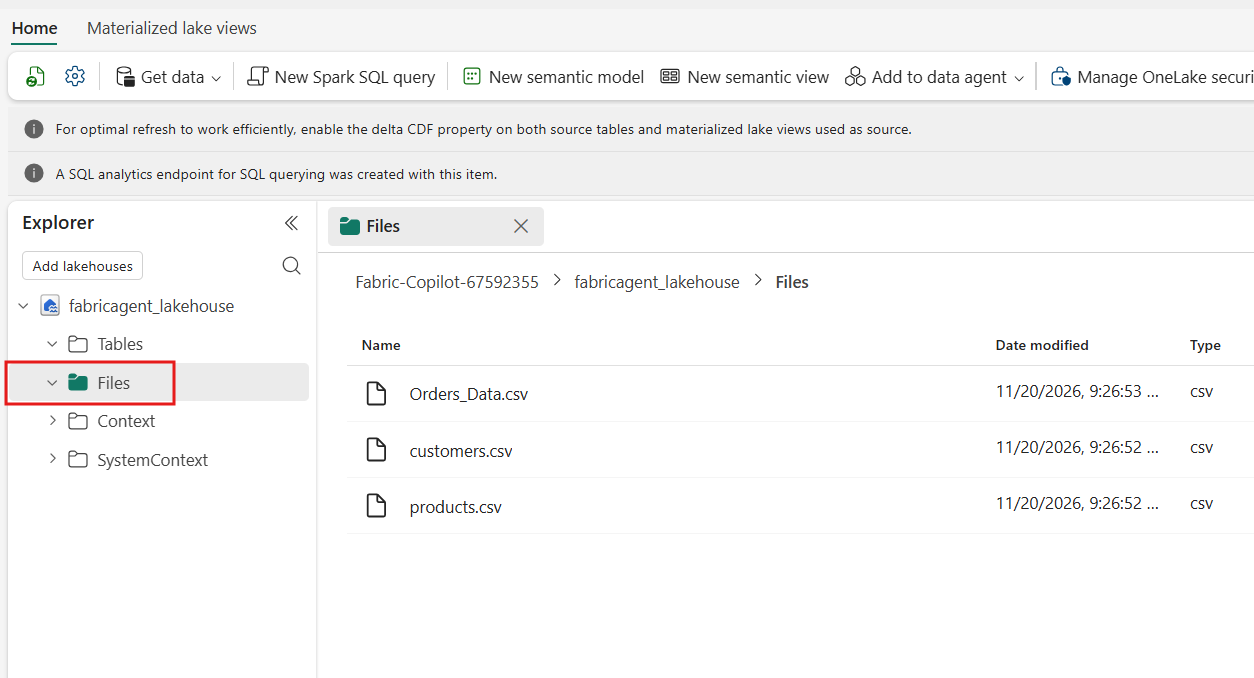 Home Materialized lake views
Get data New Spark SQL query New semantic model New semantic view Add to data agent Manage OneLake securi
For optimal refresh to work efficiently, enable the delta CDF property on both source tables and materialized lake views used as source.
A SQL analytics endpoint for SQL querying was created with this item.
Explorer
Add lakehouses
fabricagent_lakehouse
Tables
Files
Context
SystemContext
Files
Fabric-Copilot-67592355 > fabricagent_lakehouse > Files
Name Date modified Type
Orders_Data.csv 11/20/2026, 9:26:53 ... csv
customers.csv 11/20/2026, 9:26:52 ... csv
products.csv 11/20/2026, 9:26:52 ... csv